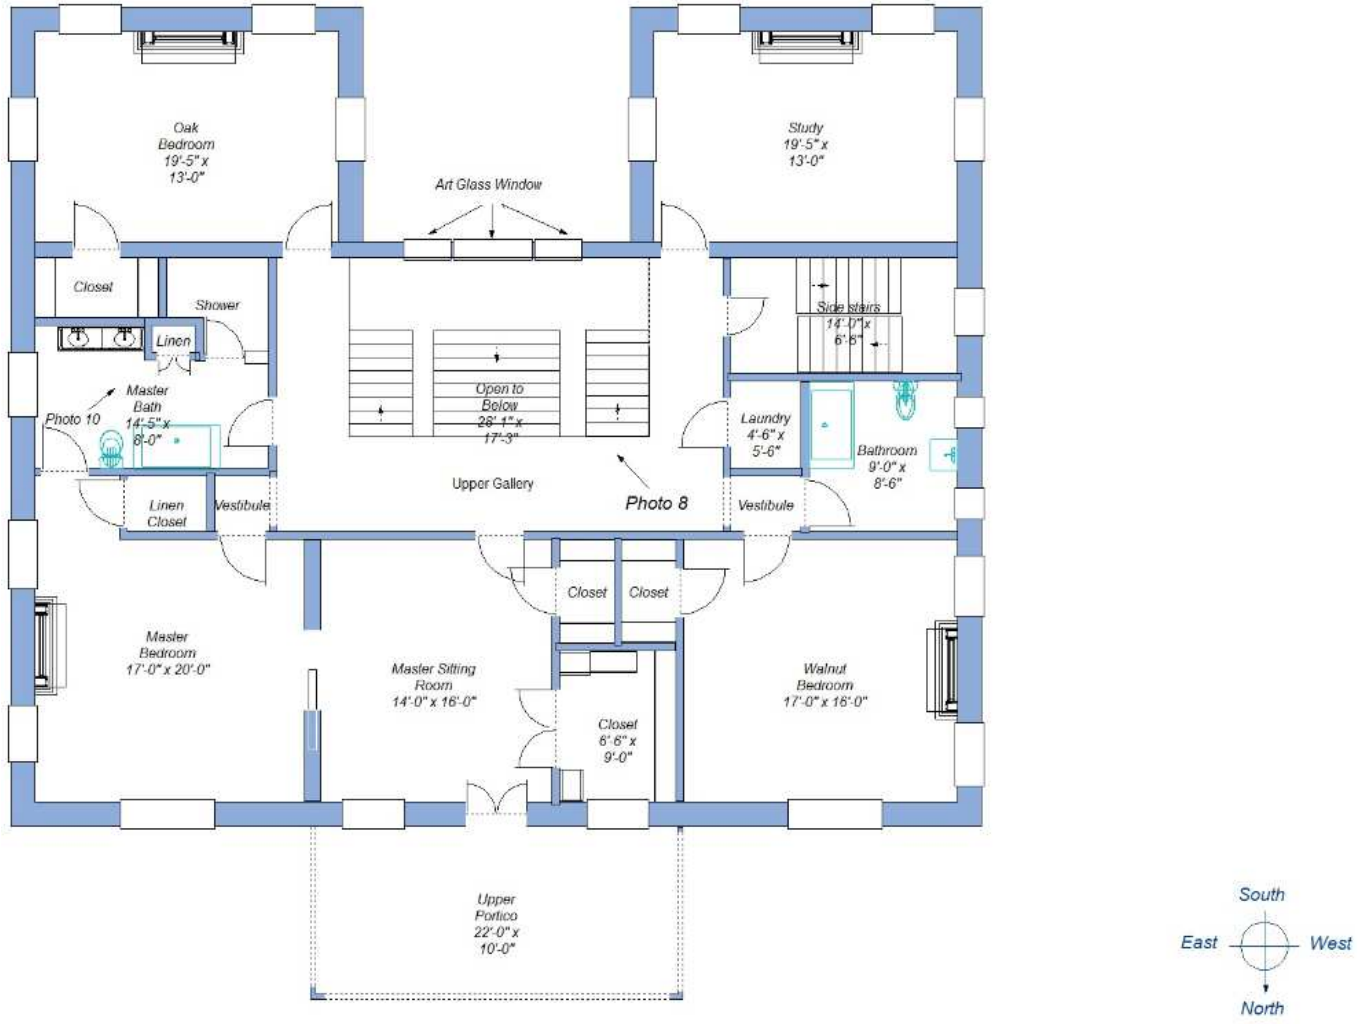 Oak
Bedroom
19'-5" x
13'-0"
Study
19'-5" x
13'-0"
Art Glass Window
Closet
Shower
Linen
Side stairs
14'-0" x
6'-6"
Master
Bath
14'-5" x
8'-0"
Photo 10
Open to
Below
28' 1" x
17'-3"
Laundry
4'-6" x
5'-6"
Bathroom
9'-0" x
8'-6"
Linen
Closet
Vestibule
Upper Gallery
Photo 8
Vestibule
Closet
Closet
Master
Bedroom
17'-0" x 20'-0"
Master Sitting
Room
14'-0" x 16'-0"
Closet
6'-6" x
9'-0"
Walnut
Bedroom
17'-0" x 16'-0"
Upper
Portico
22'-0" x
10'-0"
South
East
West
North